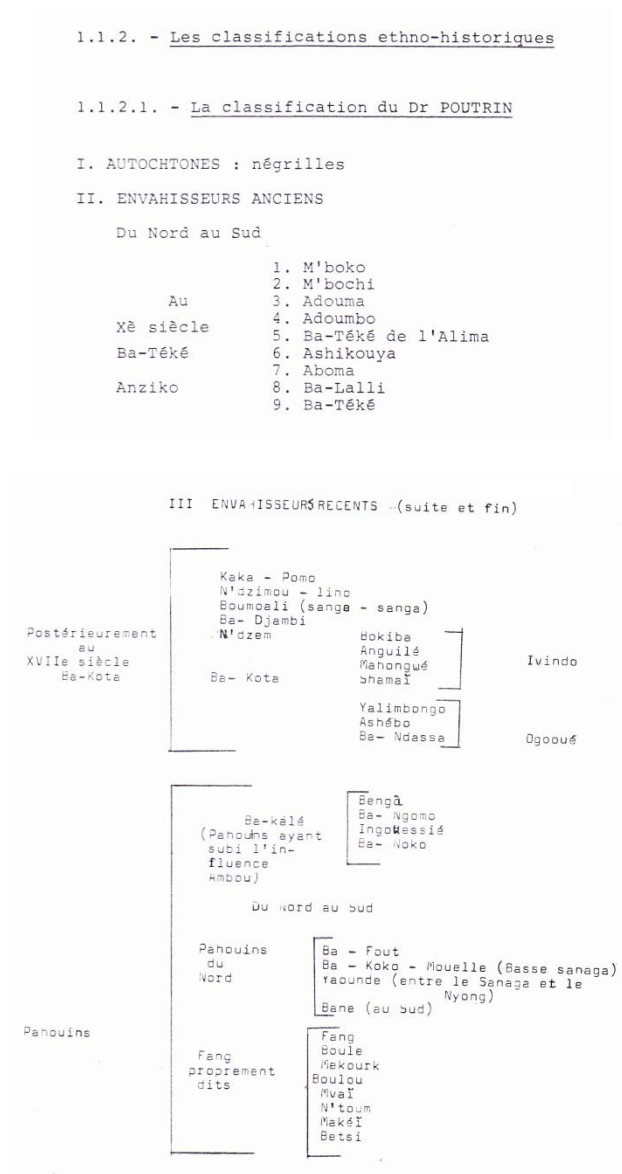 1.1.2. - Les classifications ethno-historiques
1.1.2.1. - La classification du Dr POUTRIN
I. AUTOCHTONES : négrilles
II. ENVAHISSEURS ANCIENS
Du Nord au Sud
Au
Xè siècle
Ba-Téké
Anziko
1. M'boko
2. M'bochi
3. Adouma
4. Adoumbo
5. Ba-Téké de l'Alima
6. Ashikouya
7. Aboma
8. Ba-Lalli
9. Ba-Téké
III ENVAHISSEURS RECENTS (suite et fin)
Postérieurement
au
XVIIe siècle
Ba-Kota
Kaka - Pomo
N'dzimou - lino
Boumoali (sanga - sanga)
Ba- Djambi
N'dzem
Ba- Kota
Bokiba
Anguilé
Mahongwé
Shamaï
Ivindo
Yalimbongo
Ashébo
Ba- Ndassa
Ogooué
Pahouins
Ba-kálé
(Pahouins ayant
subi l'in-
fluence
Ambou)
Bengâ
Ba- Ngomo
Ba- Noko
Du Nord au Sud
Pahouins
du
Nord
Ba - Fout
Ba - Koko - Mouelle (Basse sanaga)
Yaounde (entre le Sanaga et le
Nyong)
Bane (au Sud)
Fang
proprement
dits
Fang
Boule
Mekourk
Boulou
Mvaï
N'toum
Makéï
Betsi